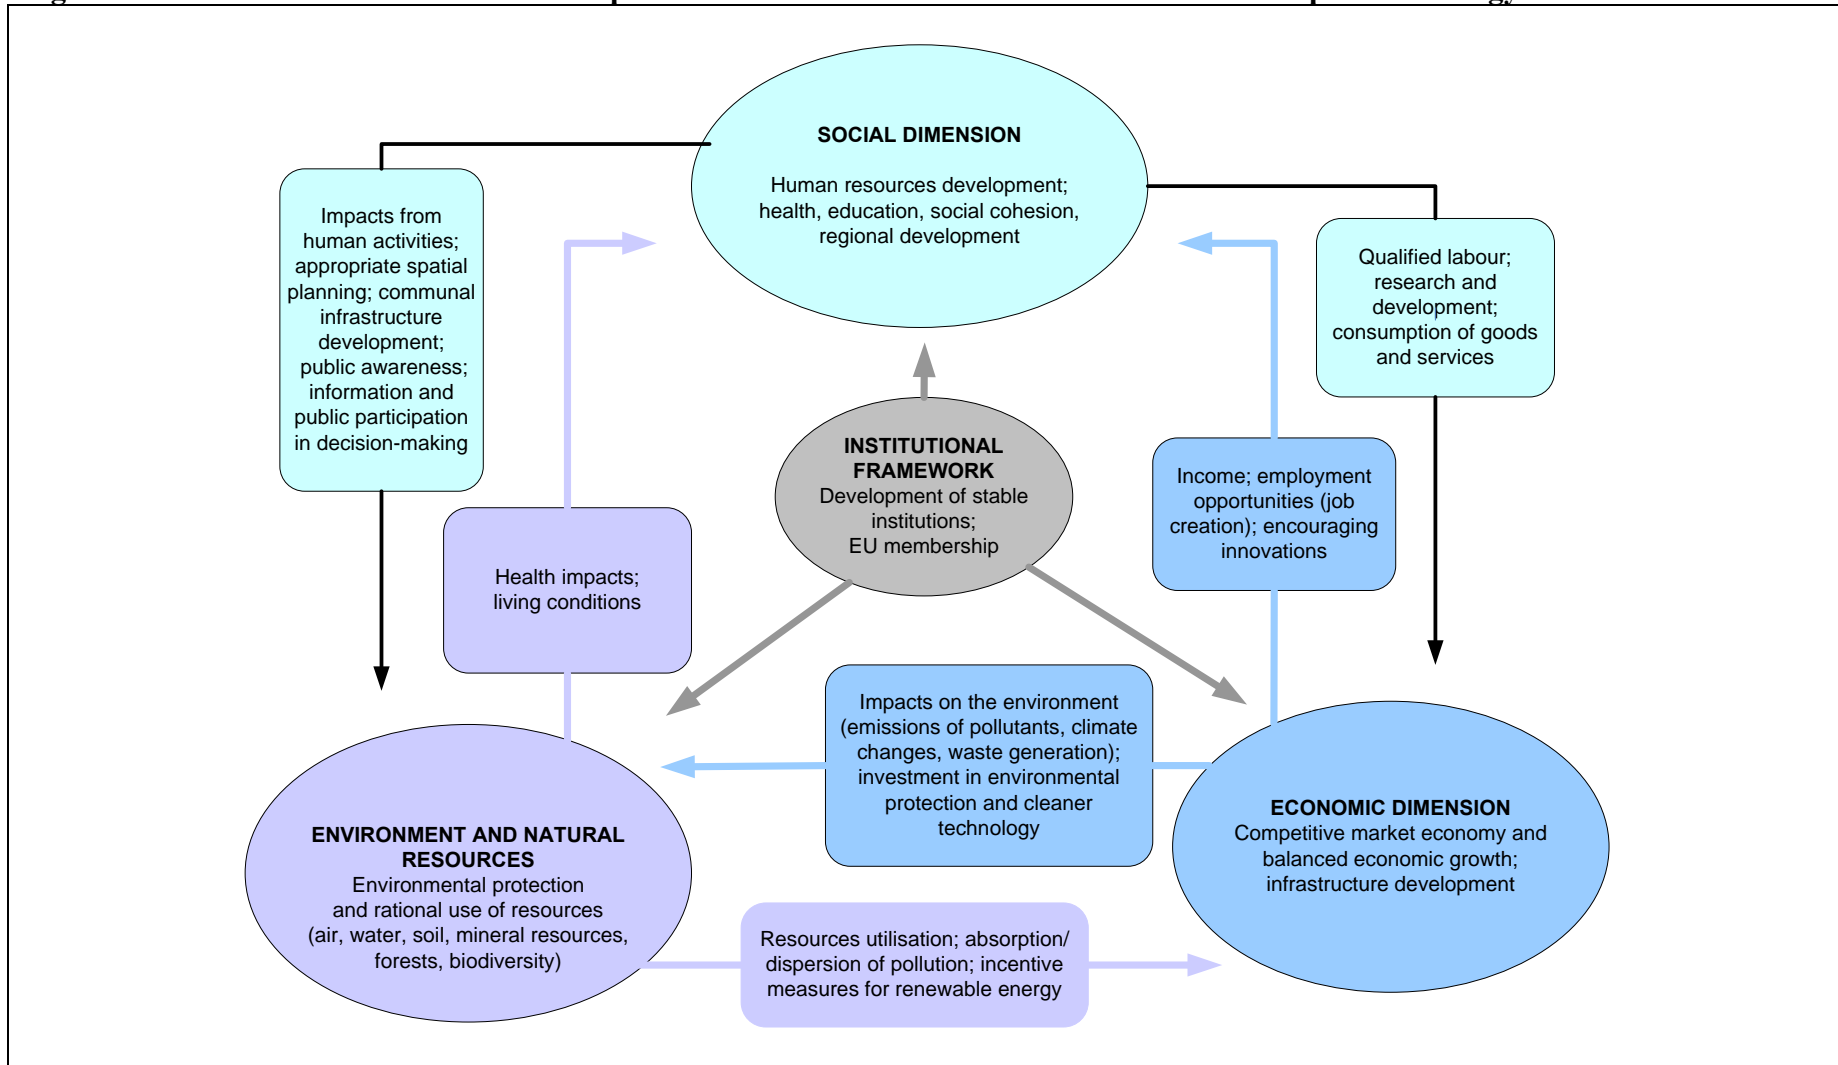 SOCIAL DIMENSION
Human resources development;
health, education, social cohesion,
regional development
Impacts from
human activities;
appropriate spatial
planning; communal
infrastructure
development;
public awareness;
information and
public participation
in decision-making
Qualified labour;
research and
development;
consumption of goods
and services
INSTITUTIONAL
FRAMEWORK
Development of stable
institutions;
EU membership
Income; employment
opportunities (job
creation); encouraging
innovations
Health impacts;
living conditions
Impacts on the environment
(emissions of pollutants, climate
changes, waste generation);
investment in environmental
protection and cleaner
technology
ENVIRONMENT AND NATURAL
RESOURCES
Environmental protection
and rational use of resources
(air, water, soil, mineral resources,
forests, biodiversity)
ECONOMIC DIMENSION
Competitive market economy and
balanced economic growth;
infrastructure development
Resources utilisation; absorption/
dispersion of pollution; incentive
measures for renewable energy